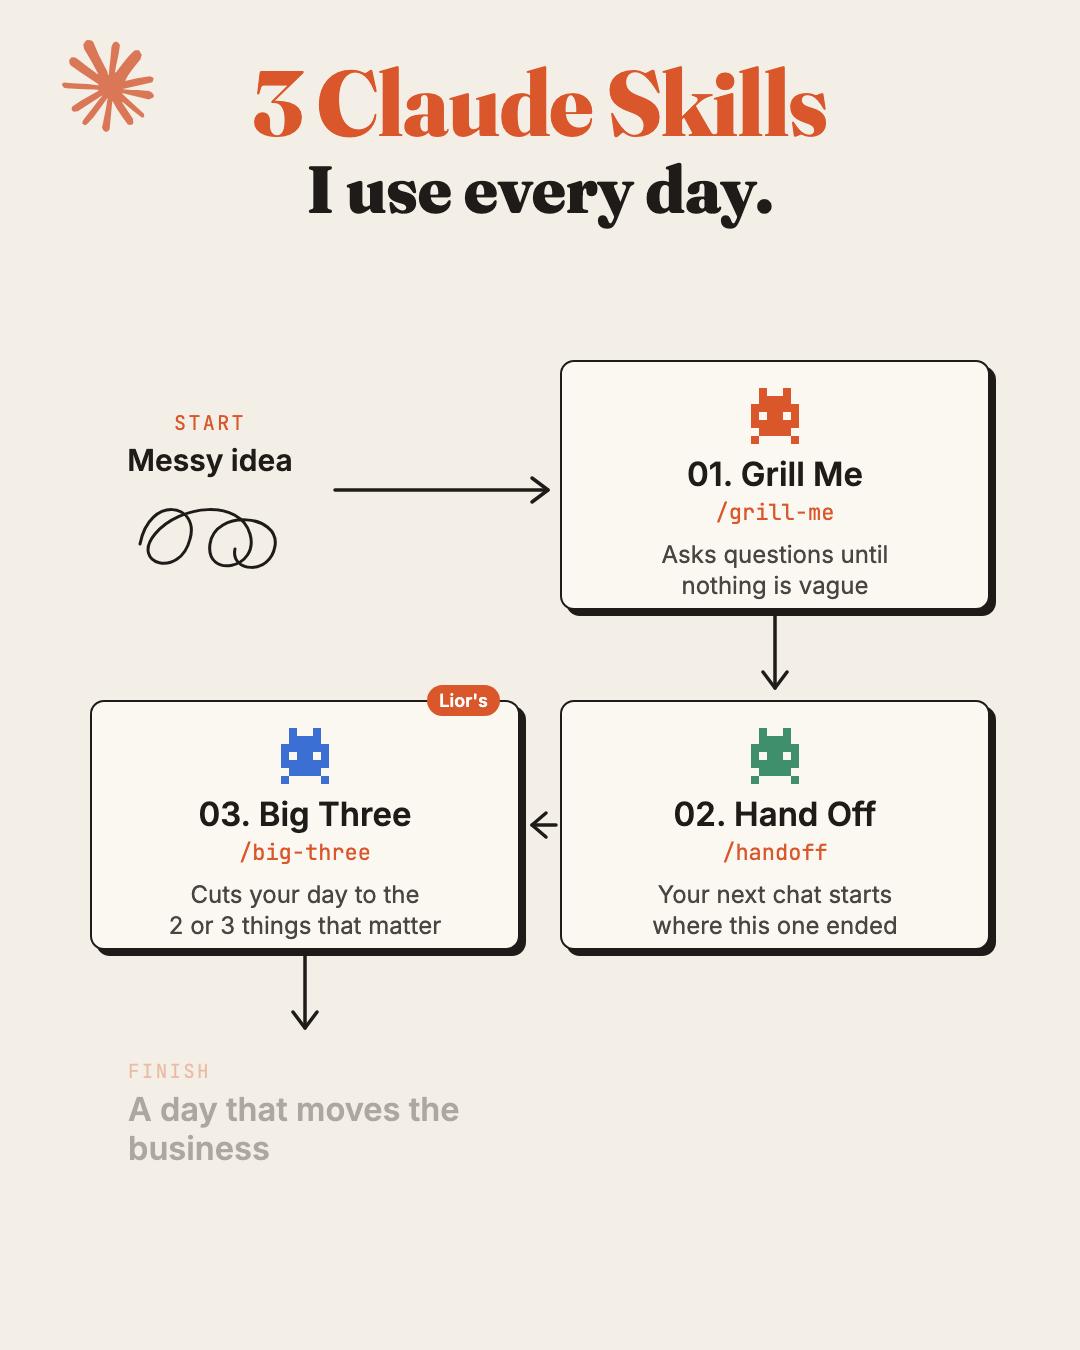 3 Claude Skills
I use every day.
START
Messy idea
01. Grill Me
/grill-me
Asks questions until
nothing is vague
02. Hand Off
/handoff
Your next chat starts
where this one ended
Lior's
03. Big Three
/big-three
Cuts your day to the
2 or 3 things that matter
FINISH
A day that moves the
business